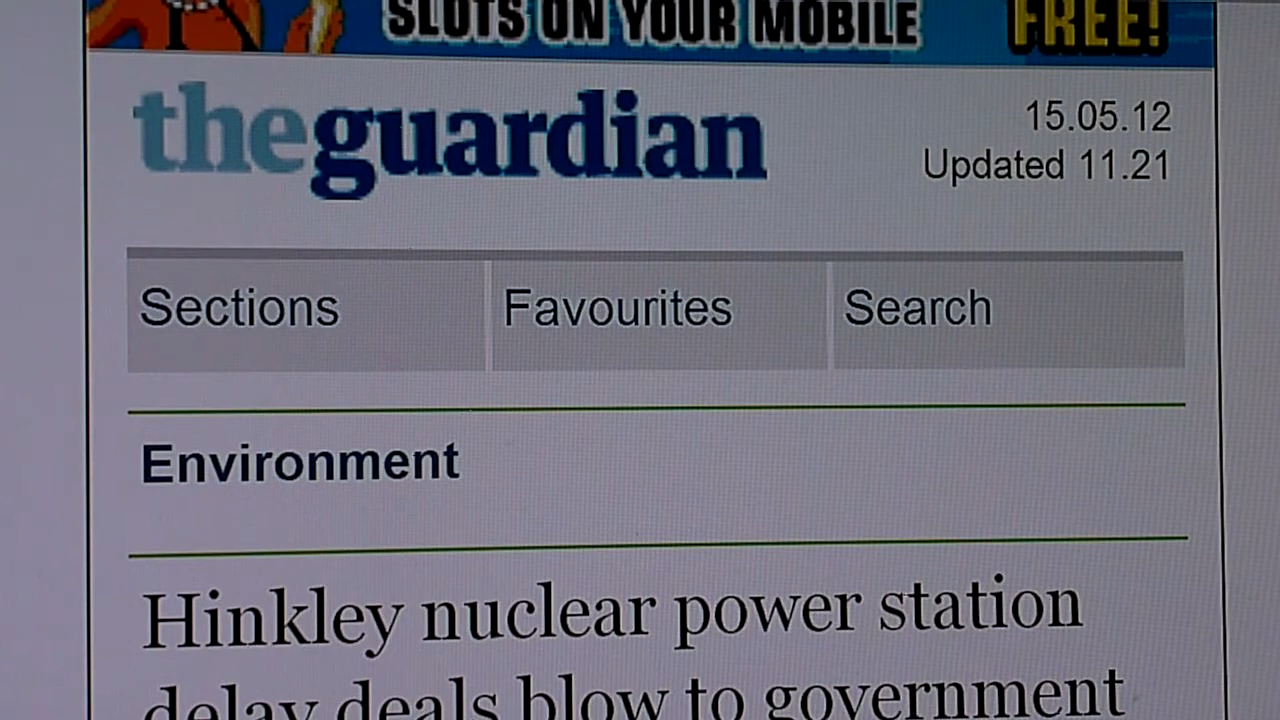 SLOTS ON YOUR MOBILE FREE!
theguardian
15.05.12
Updated 11.21
Sections Favourites Search
Environment
Hinkley nuclear power station
delay deals blow to government